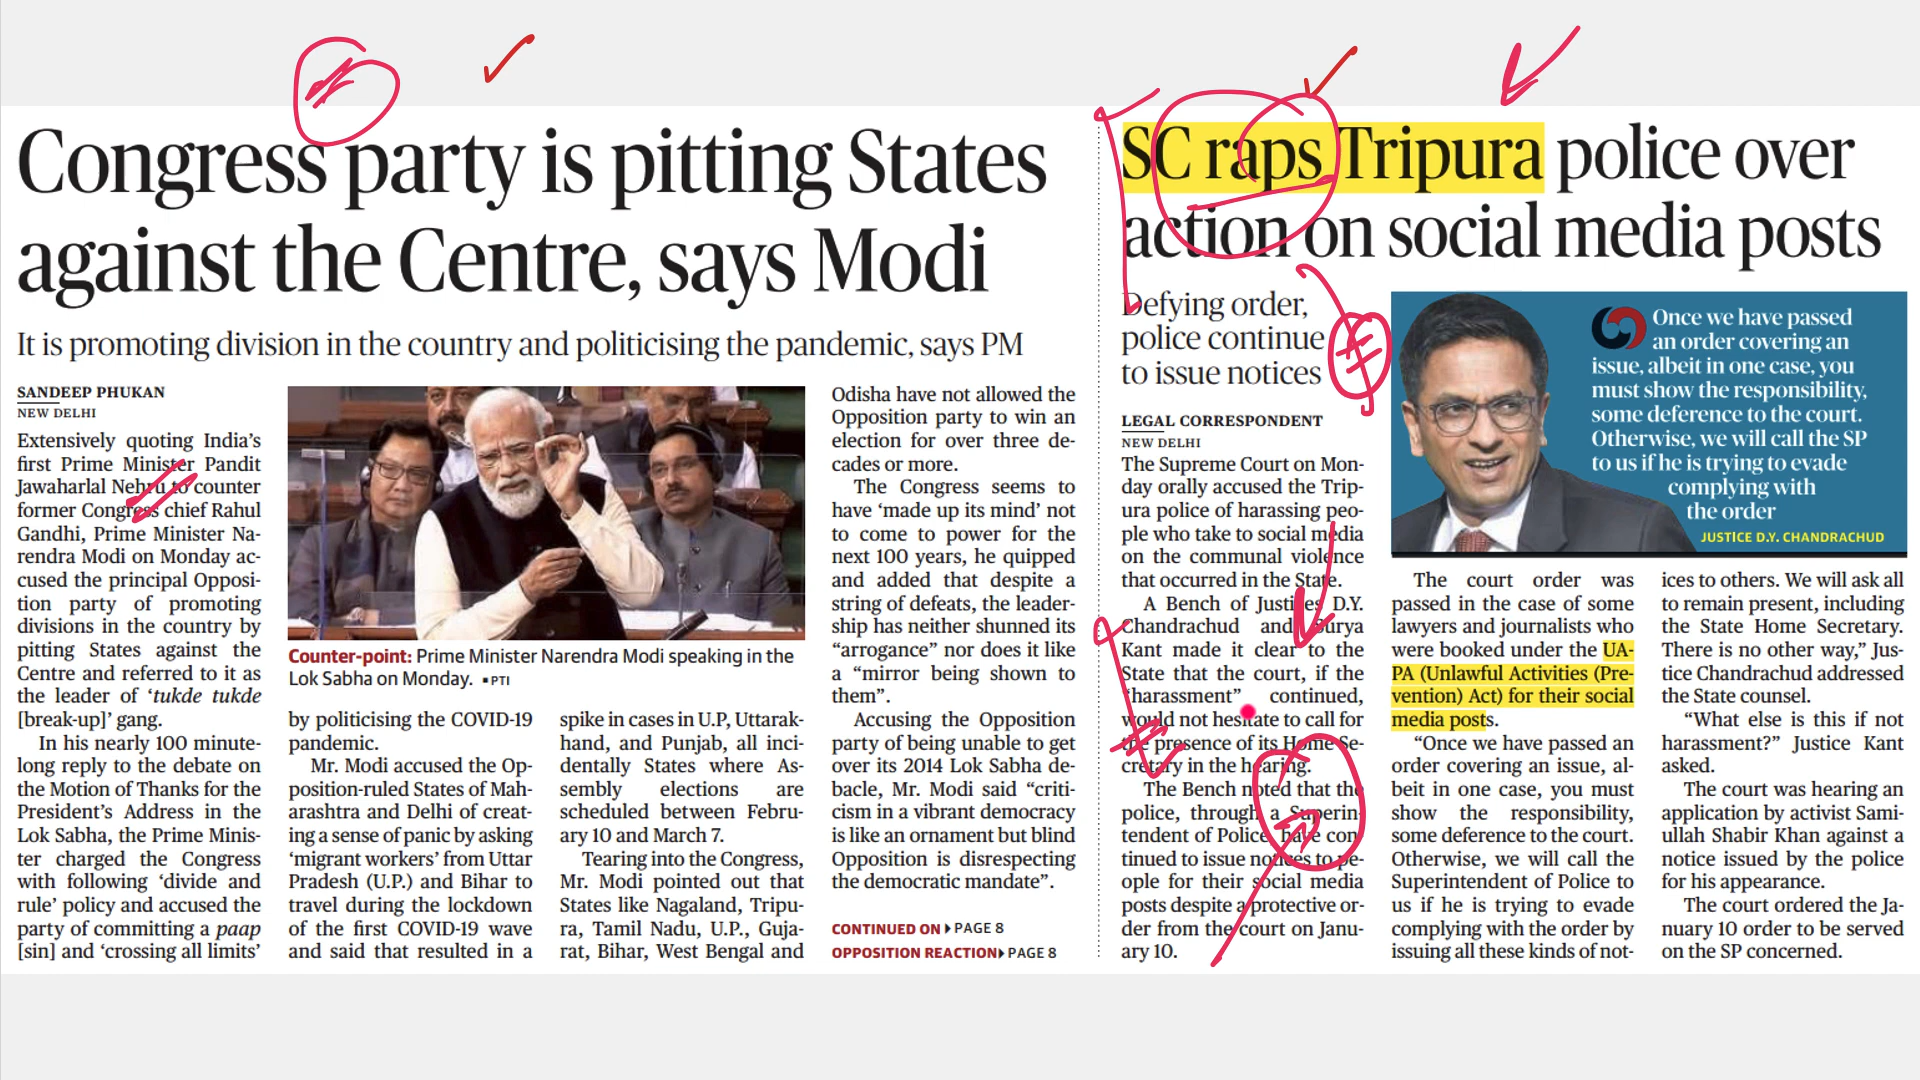 Congress party is pitting States
against the Centre, says Modi
It is promoting division in the country and politicising the pandemic, says PM
SANDEEP PHUKAN
NEW DELHI
Extensively quoting India's
first Prime Minister Pandit
Jawaharlal Nehru to counter
former Congress chief Rahul
Gandhi, Prime Minister Na-
rendra Modi on Monday ac-
cused the principal Opposi-
tion party of promoting
divisions in the country by
pitting States against the
Centre and referred to it as
the leader of 'tukde tukde
[break-up]' gang.
In his nearly 100 minute-
long reply to the debate on
the Motion of Thanks for the
President's Address in the
Lok Sabha, the Prime Minis-
ter charged the Congress
with following 'divide and
rule' policy and accused the
party of committing a paap
[sin] and 'crossing all limits'
Counter-point: Prime Minister Narendra Modi speaking in the
Lok Sabha on Monday. ▪PTI
by politicising the COVID-19
pandemic.
Mr. Modi accused the Op-
position-ruled States of Mah-
arashtra and Delhi of creat-
ing a sense of panic by asking
'migrant workers' from Uttar
Pradesh (U.P.) and Bihar to
travel during the lockdown
of the first COVID-19 wave
and said that resulted in a
spike in cases in U.P, Uttarak-
hand, and Punjab, all inci-
dentally States where As-
sembly elections are
scheduled between Febru-
ary 10 and March 7.
Tearing into the Congress,
Mr. Modi pointed out that
States like Nagaland, Tripu-
ra, Tamil Nadu, U.P., Guja-
rat, Bihar, West Bengal and
Odisha have not allowed the
Opposition party to win an
election for over three de-
cades or more.
The Congress seems to
have 'made up its mind' not
to come to power for the
next 100 years, he quipped
and added that despite a
string of defeats, the leader-
ship has neither shunned its
"arrogance" nor does it like
a "mirror being shown to
them".
Accusing the Opposition
party of being unable to get
over its 2014 Lok Sabha de-
bacle, Mr. Modi said "criti-
cism in a vibrant democracy
is like an ornament but blind
Opposition is disrespecting
the democratic mandate".
CONTINUED ON PAGE 8
OPPOSITION REACTION PAGE 8
SC raps Tripura police over
action on social media posts
Defying order,
police continue
to issue notices
LEGAL CORRESPONDENT
NEW DELHI
The Supreme Court on Mon-
day orally accused the Trip-
ura police of harassing peo-
ple who take to social media
on the communal violence
that occurred in the State.
A Bench of Justices D.Y.
Chandrachud and Surya
Kant made it clear to the
State that the court, if the
"harassment" continued,
would not hesitate to call for
the presence of its Home Se-
cretary in the hearing.
The Bench noted that the
police, through a Superin-
tendent of Police, have con-
tinued to issue notices to pe-
ople for their social media
posts despite a protective or-
der from the court on Janu-
ary 10.
Once we have passed
an order covering an
issue, albeit in one case, you
must show the responsibility,
some deference to the court.
Otherwise, we will call the SP
to us if he is trying to evade
complying with
the order
JUSTICE D.Y. CHANDRACHUD
The court order was
passed in the case of some
lawyers and journalists who
were booked under the UA-
PA (Unlawful Activities (Pre-
vention) Act) for their social
media posts.
"Once we have passed an
order covering an issue, al-
beit in one case, you must
show the responsibility,
some deference to the court.
Otherwise, we will call the
Superintendent of Police to
us if he is trying to evade
complying with the order by
issuing all these kinds of not-
ices to others. We will ask all
to remain present, including
the State Home Secretary.
There is no other way," Jus-
tice Chandrachud addressed
the State counsel.
"What else is this if not
harassment?" Justice Kant
asked.
The court was hearing an
application by activist Sami-
ullah Shabir Khan against a
notice issued by the police
for his appearance.
The court ordered the Ja-
nuary 10 order to be served
on the SP concerned.